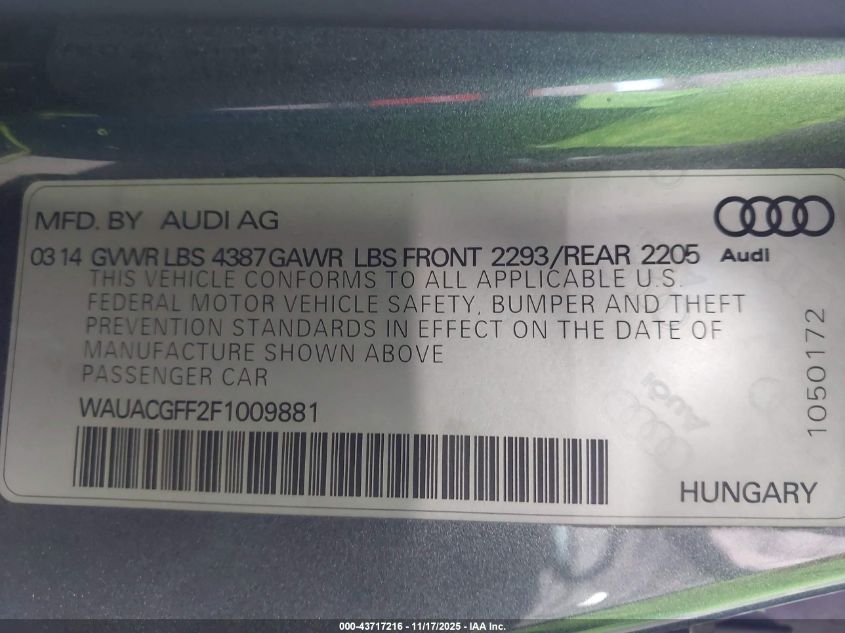 MFD. BY AUDI AG
03 14 GVWR LBS 4387 GAWR LBS FRONT 2293/REAR 2205
Audi
THIS VEHICLE CONFORMS TO ALL APPLICABLE U.S.
FEDERAL MOTOR VEHICLE SAFETY, BUMPER AND THEFT
PREVENTION STANDARDS IN EFFECT ON THE DATE OF
MANUFACTURE SHOWN ABOVE
PASSENGER CAR
WAUACGFF2F1009881
Audi
1050172
HUNGARY
000-43717216 - 11/17/2025 - IAA Inc.